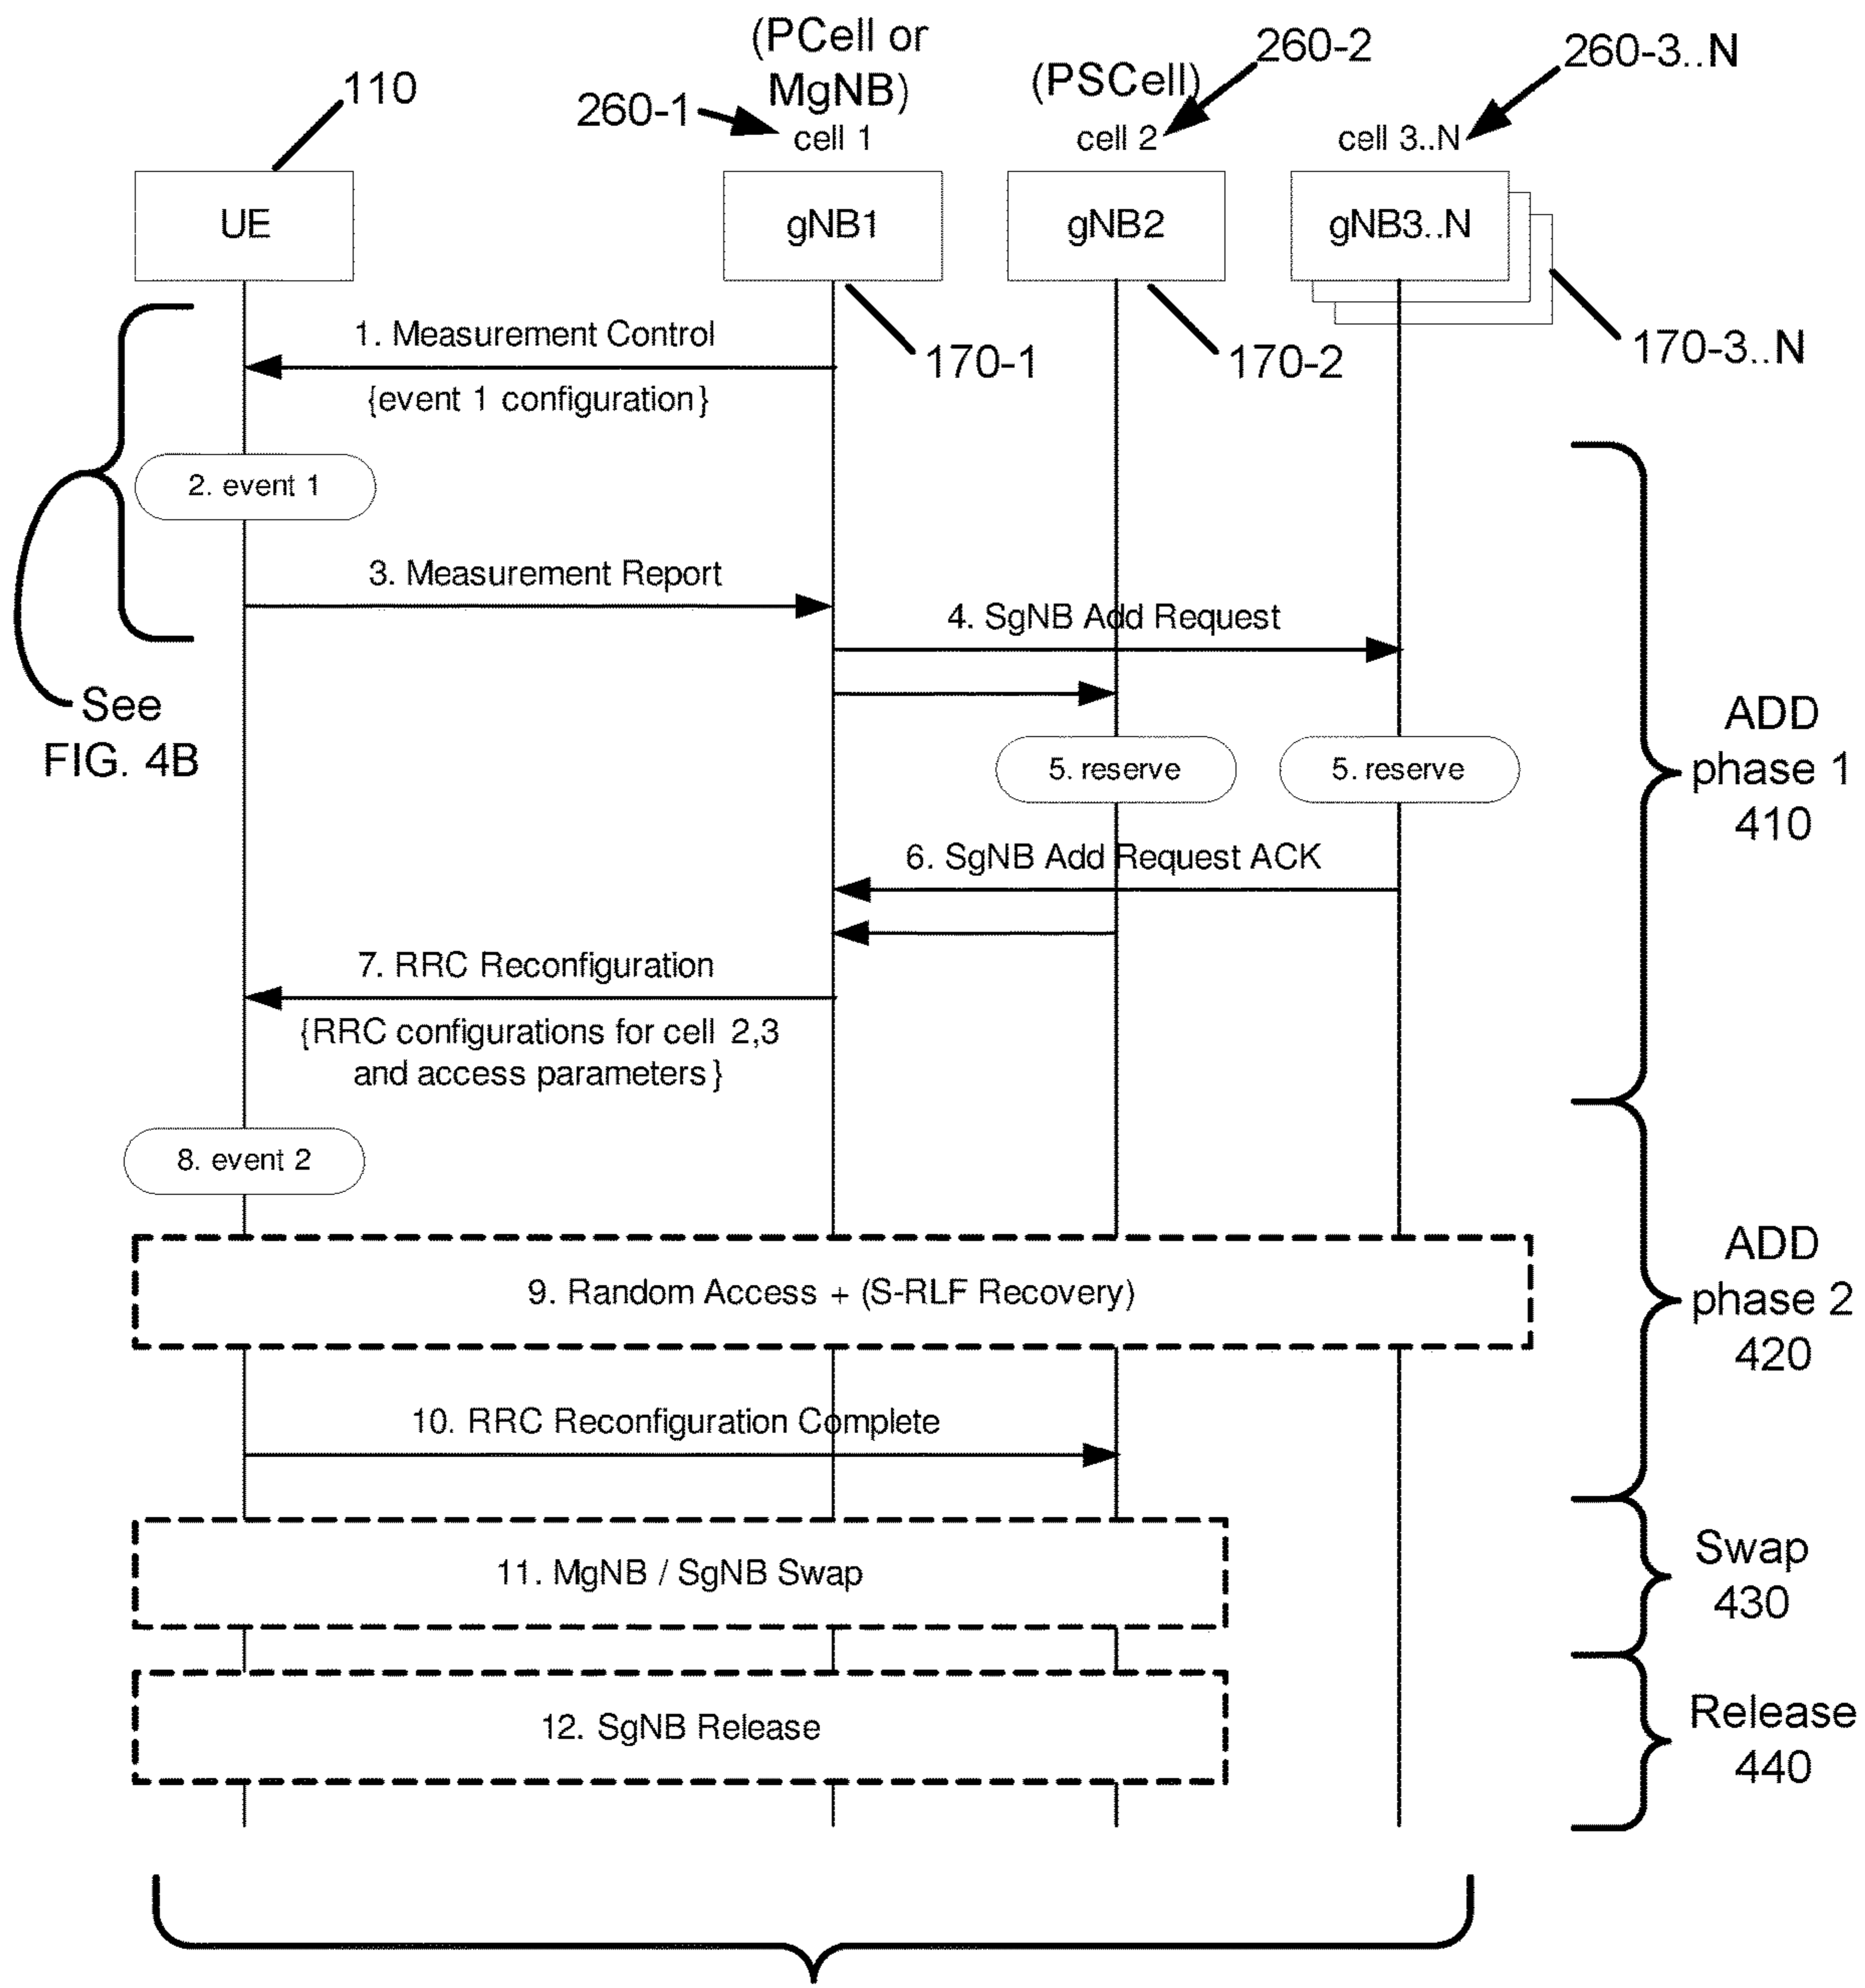 (PCell or
MgNB)
(PSCell)
260-2
260-3..N
110
260-1
cell 1
cell 2
cell 3..N
UE
gNB1
gNB2
gNB3..N
170-1
170-2
170-3..N
1. Measurement Control
{event 1 configuration}
2. event 1
3. Measurement Report
4. SgNB Add Request
See
FIG. 4B
5. reserve
5. reserve
ADD
phase 1
410
6. SgNB Add Request ACK
7. RRC Reconfiguration
{RRC configurations for cell 2,3
and access parameters}
8. event 2
9. Random Access + (S-RLF Recovery)
ADD
phase 2
420
10. RRC Reconfiguration Complete
11. MgNB / SgNB Swap
Swap
430
12. SgNB Release
Release
440